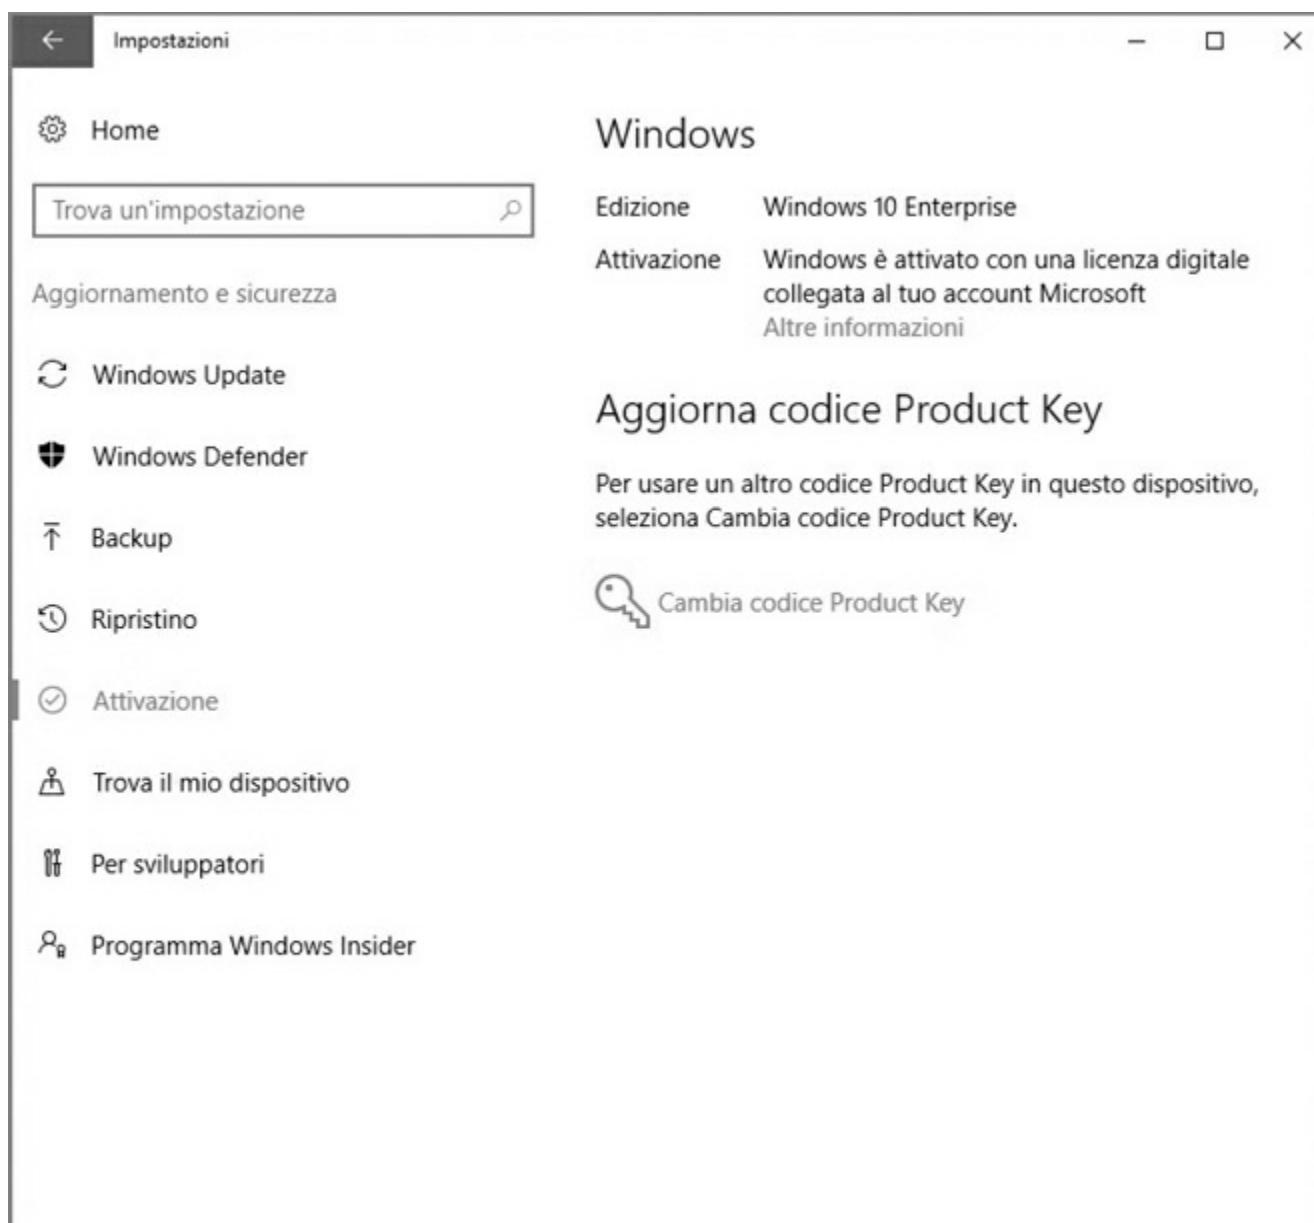 Impostazioni
Home
Trova un'impostazione
Aggiornamento e sicurezza
Windows Update
Windows Defender
Backup
Ripristino
Attivazione
Trova il mio dispositivo
Per sviluppatori
Programma Windows Insider
Windows
Edizione Windows 10 Enterprise
Attivazione Windows è attivato con una licenza digitale
collegata al tuo account Microsoft
Altre informazioni
Aggiorna codice Product Key
Per usare un altro codice Product Key in questo dispositivo,
seleziona Cambia codice Product Key.
Cambia codice Product Key